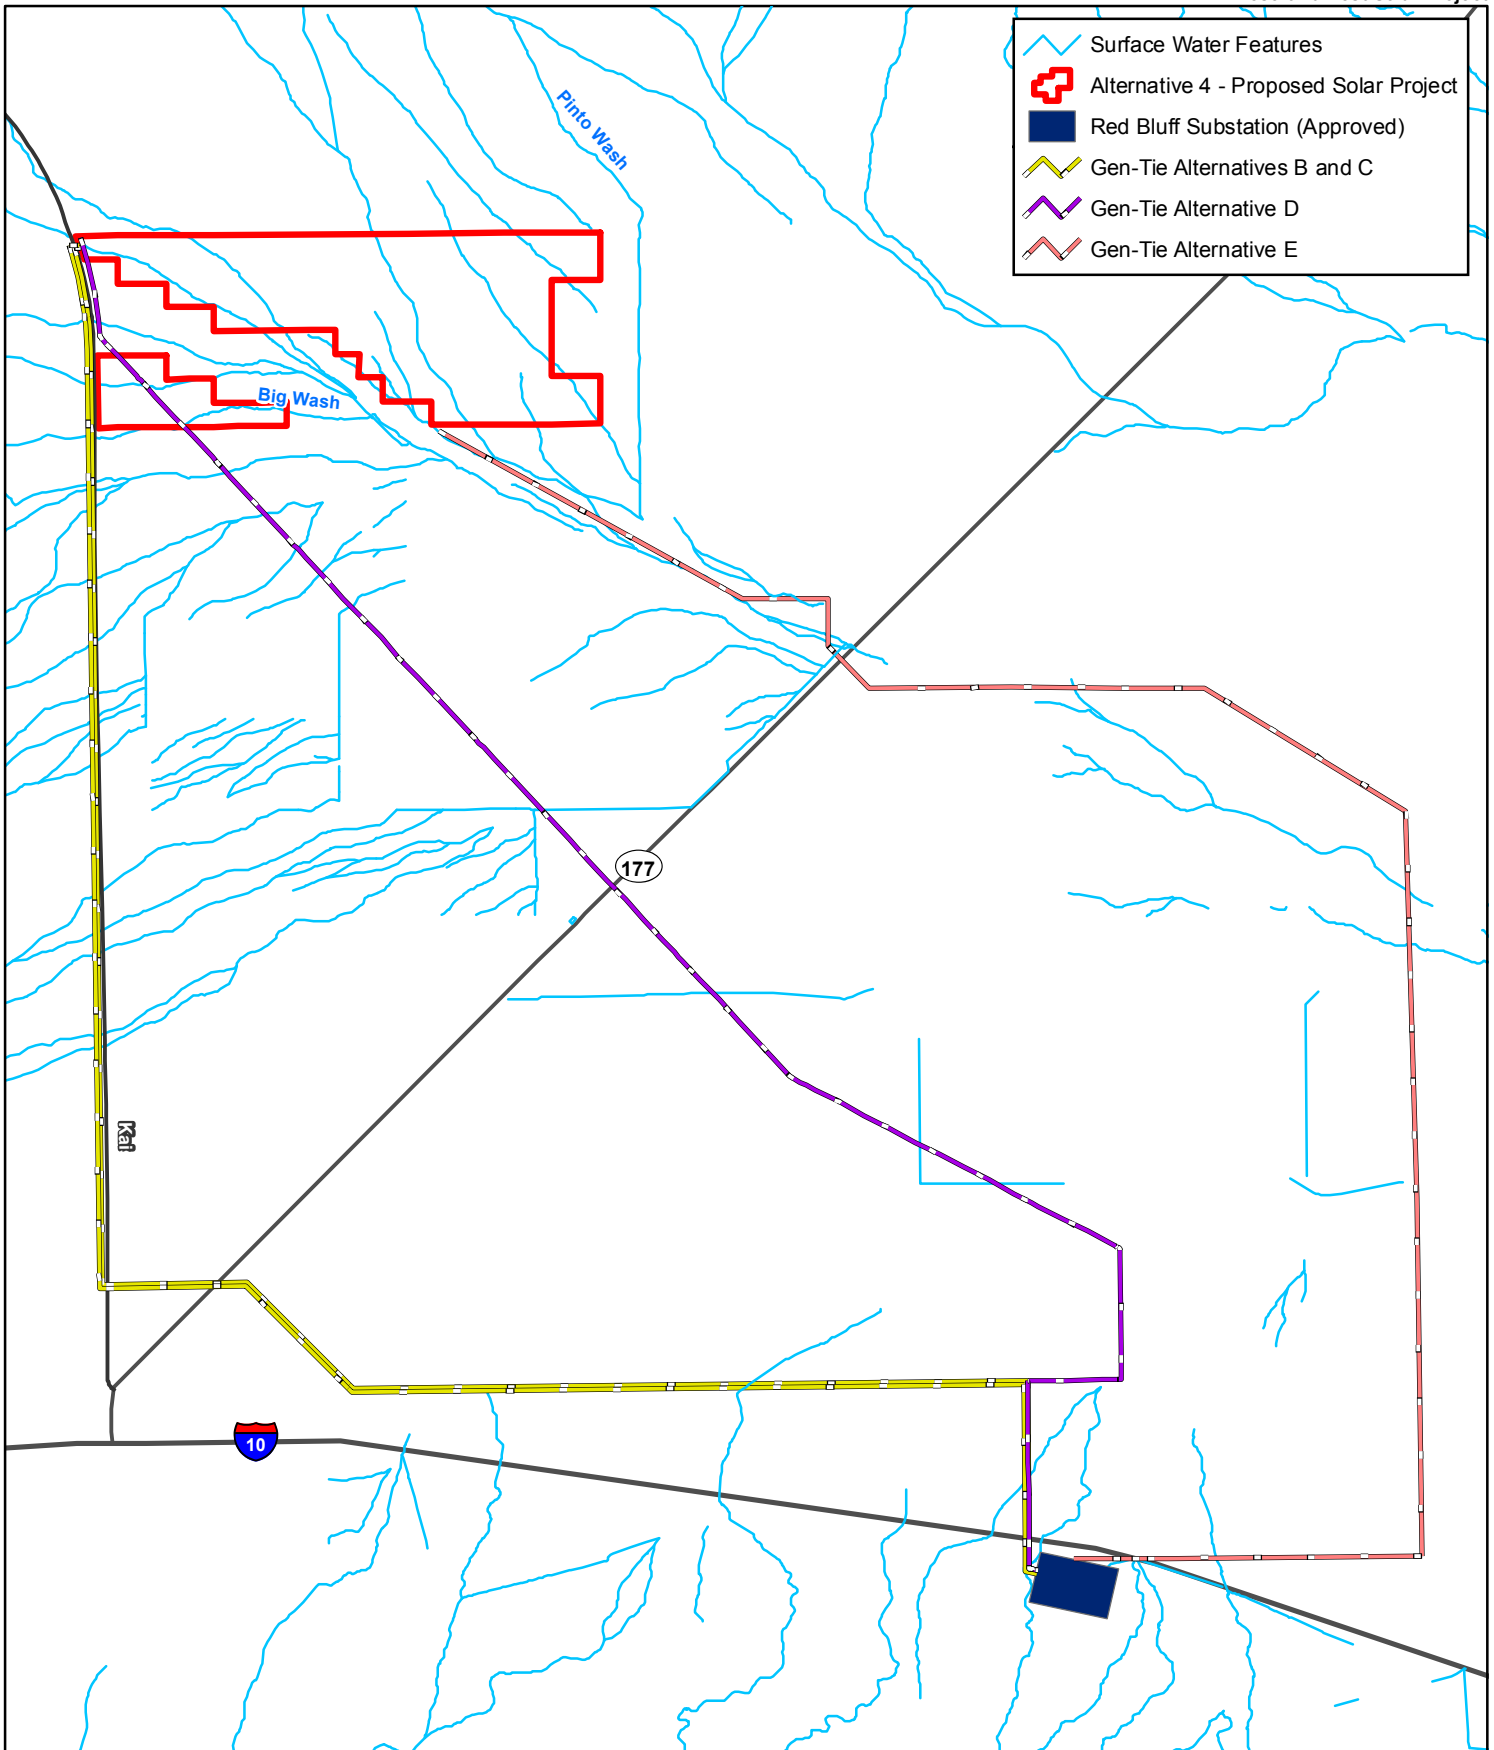 Surface Water Features
Alternative 4 - Proposed Solar Project
Red Bluff Substation (Approved)
Gen-Tie Alternatives B and C
Gen-Tie Alternative D
Gen-Tie Alternative E
Pinto Wash
Big Wash
177
Kai
10